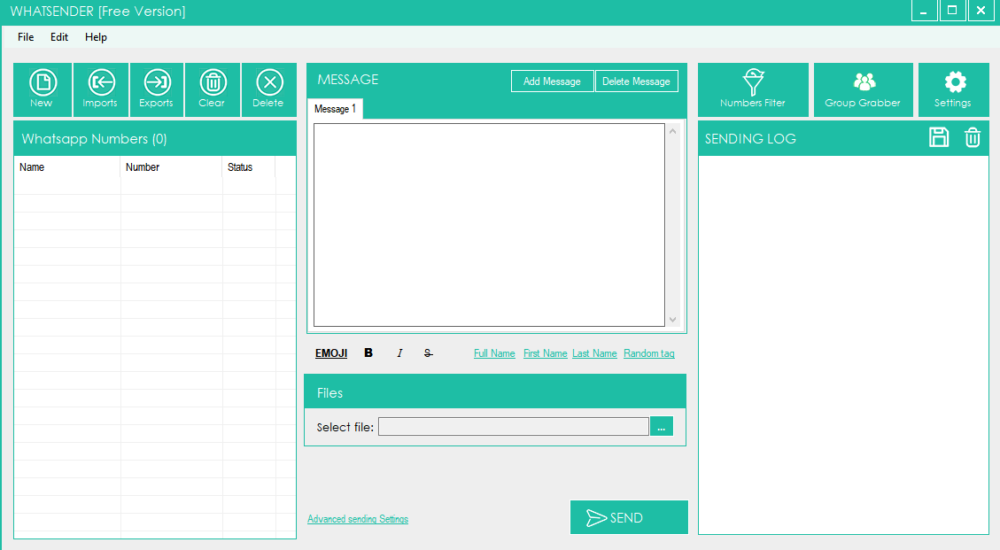 WHATSENDER [Free Version]
File Edit Help
New Imports Exports Clear Delete
Whatsapp Numbers (0)
Name Number Status
MESSAGE Add Message Delete Message
Message 1
EMOJI B I S Full Name First Name Last Name Random tag
Files
Select file: ...
Advanced sending Settings
SEND
Numbers Filter Group Grabber Settings
SENDING LOG